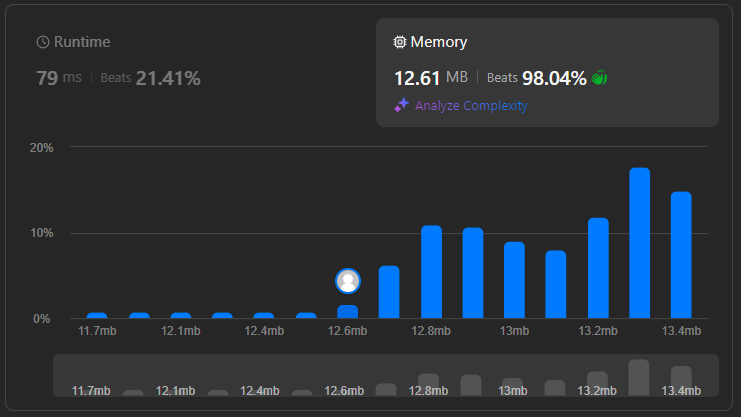 Runtime
Memory
79 ms | Beats 21.41%
12.61 MB | Beats 98.04%
Analyze Complexity
20%
10%
0%
11.7mb 12.1mb 12.4mb 12.6mb 12.8mb 13mb 13.2mb 13.4mb
11.7mb 12.1mb 12.4mb 12.6mb 12.8mb 13mb 13.2mb 13.4mb